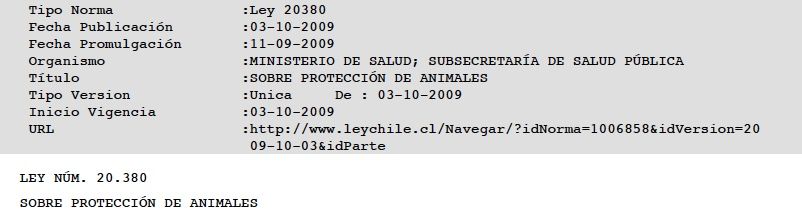 Tipo Norma :Ley 20380
Fecha Publicación :03-10-2009
Fecha Promulgación :11-09-2009
Organismo :MINISTERIO DE SALUD; SUBSECRETARÍA DE SALUD PÚBLICA
Título :SOBRE PROTECCIÓN DE ANIMALES
Tipo Version :Unica De : 03-10-2009
Inicio Vigencia :03-10-2009
URL :http://www.leychile.cl/Navegar/?idNorma=1006858&idVersion=20
09-10-03&idParte
LEY NÚM. 20.380
SOBRE PROTECCIÓN DE ANIMALES